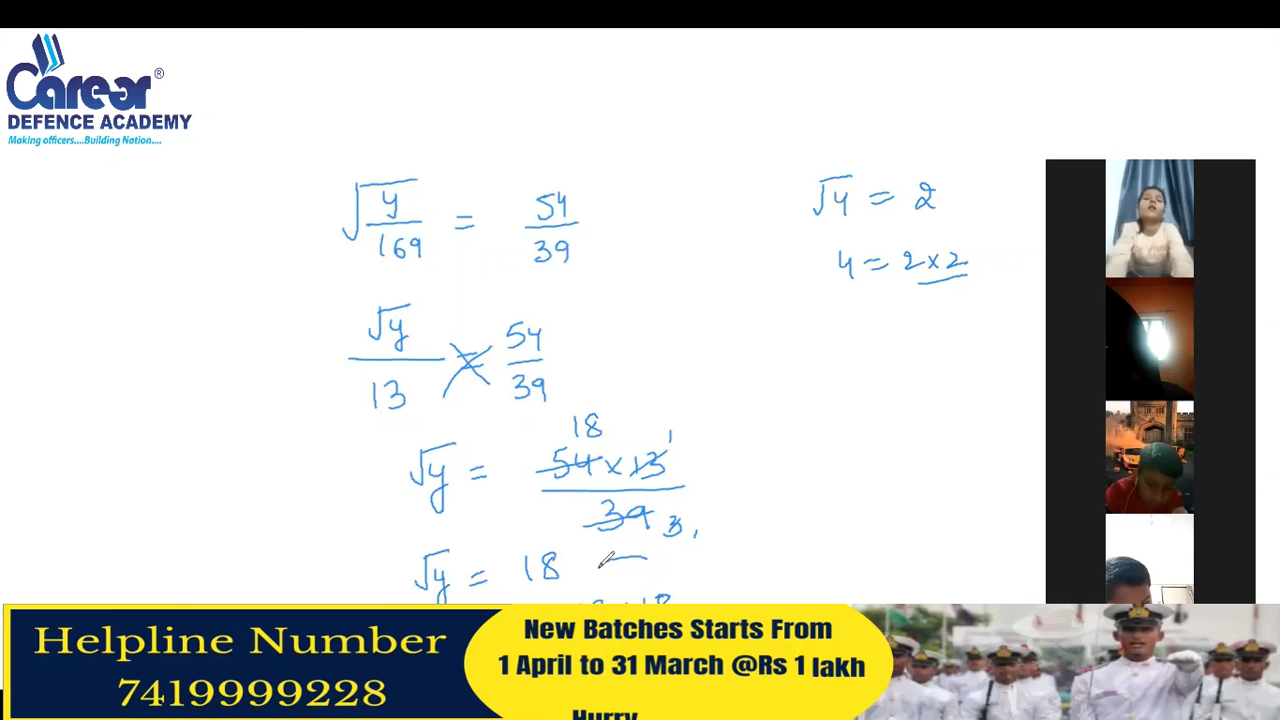 Carear®
DEFENCE ACADEMY
Making officers....Building Nation....
√(y/169) = 54/39
√y/13 = 54/39
18 1
√y = 54×13/39 3 1
√y = 18
√4 = 2
4 = 2×2
Helpline Number
7419999228
New Batches Starts From
1 April to 31 March @Rs 1 lakh
Hurry